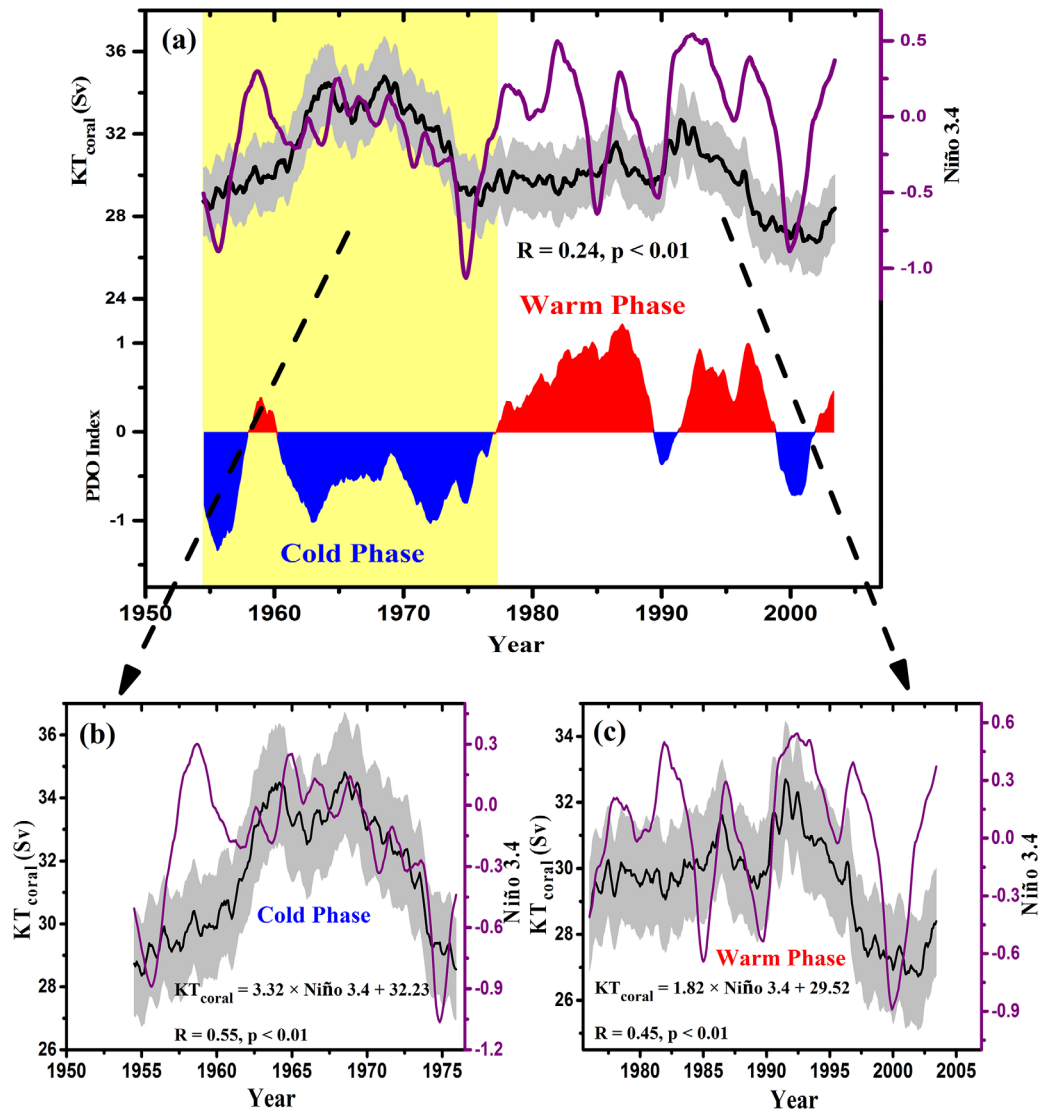 (a)
KTcoral (Sv)
36
32
28
24
0.5
0.0
-0.5
-1.0
Niño 3.4
R = 0.24, p < 0.01
Warm Phase
PDO Index
1
0
-1
Cold Phase
1950 1960 1970 1980 1990 2000
Year
(b)
KTcoral (Sv)
36
34
32
30
28
26
0.3
0.0
-0.3
-0.6
-0.9
-1.2
Niño 3.4
Cold Phase
KTcoral = 3.32 × Niño 3.4 + 32.23
R = 0.55, p < 0.01
1950 1955 1960 1965 1970 1975
Year
(c)
KTcoral (Sv)
34
32
30
28
26
0.6
0.3
0.0
-0.3
-0.6
-0.9
Niño 3.4
Warm Phase
KTcoral = 1.82 × Niño 3.4 + 29.52
R = 0.45, p < 0.01
1980 1985 1990 1995 2000 2005
Year